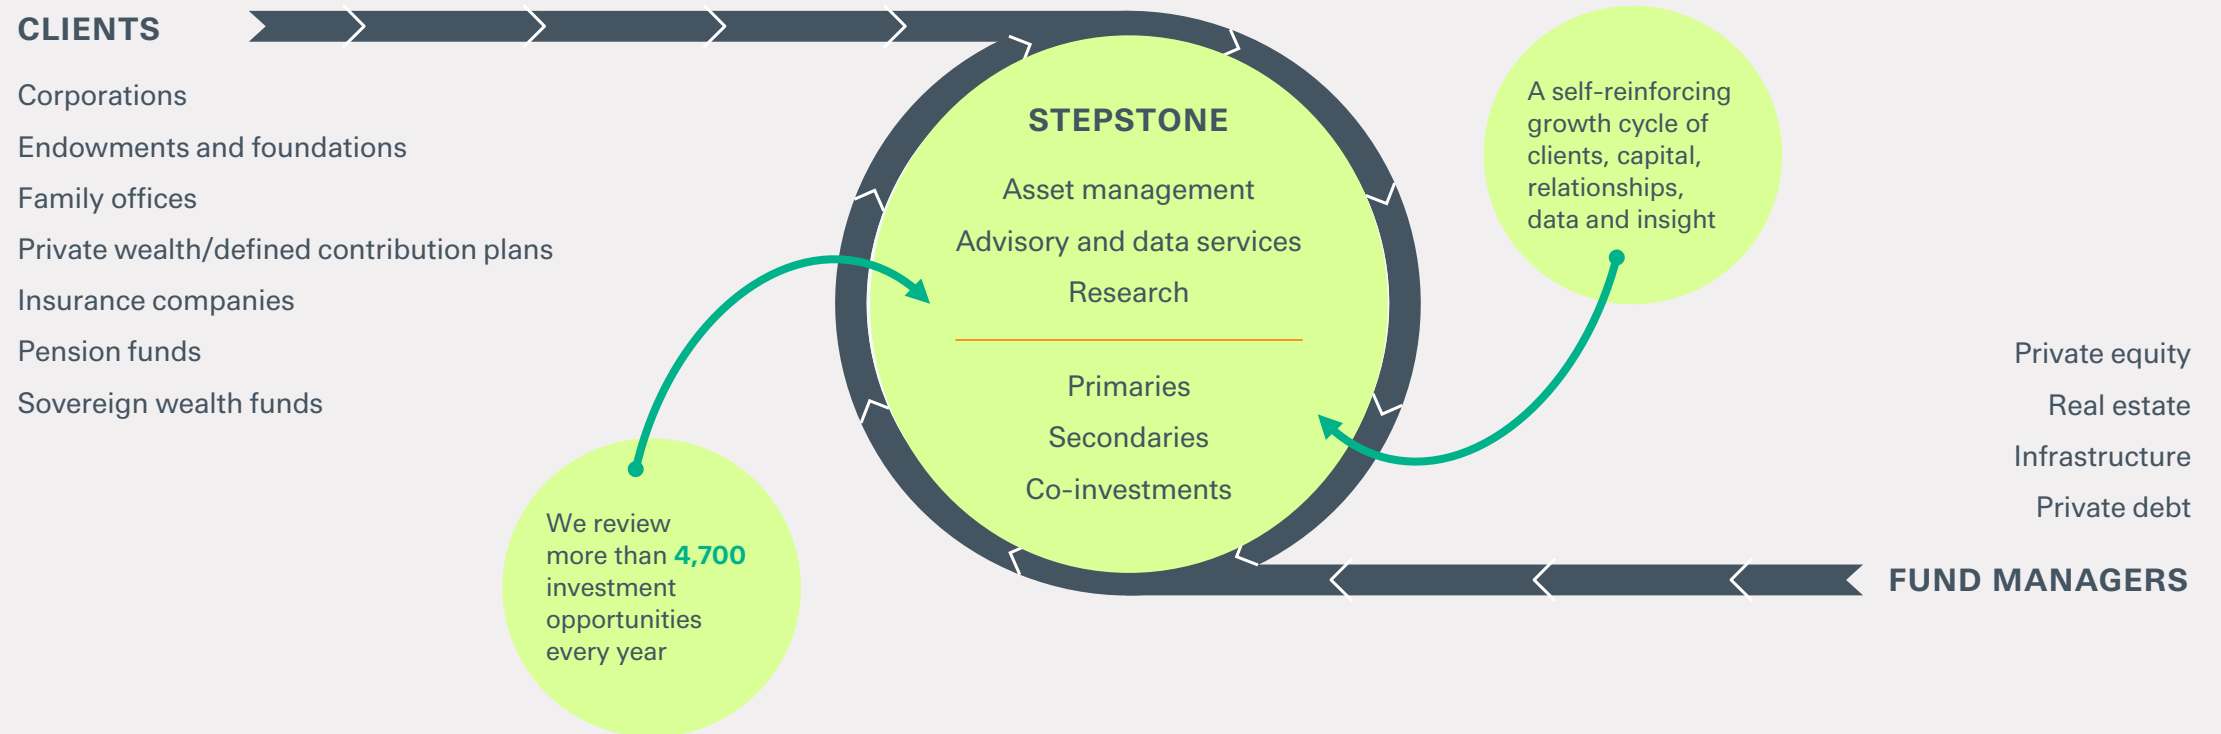 CLIENTS
Corporations
Endowments and foundations
Family offices
Private wealth/defined contribution plans
Insurance companies
Pension funds
Sovereign wealth funds
We review
more than 4,700
investment
opportunities
every year
STEPSTONE
Asset management
Advisory and data services
Research
Primaries
Secondaries
Co-investments
A self-reinforcing
growth cycle of
clients, capital,
relationships,
data and insight
Private equity
Real estate
Infrastructure
Private debt
FUND MANAGERS